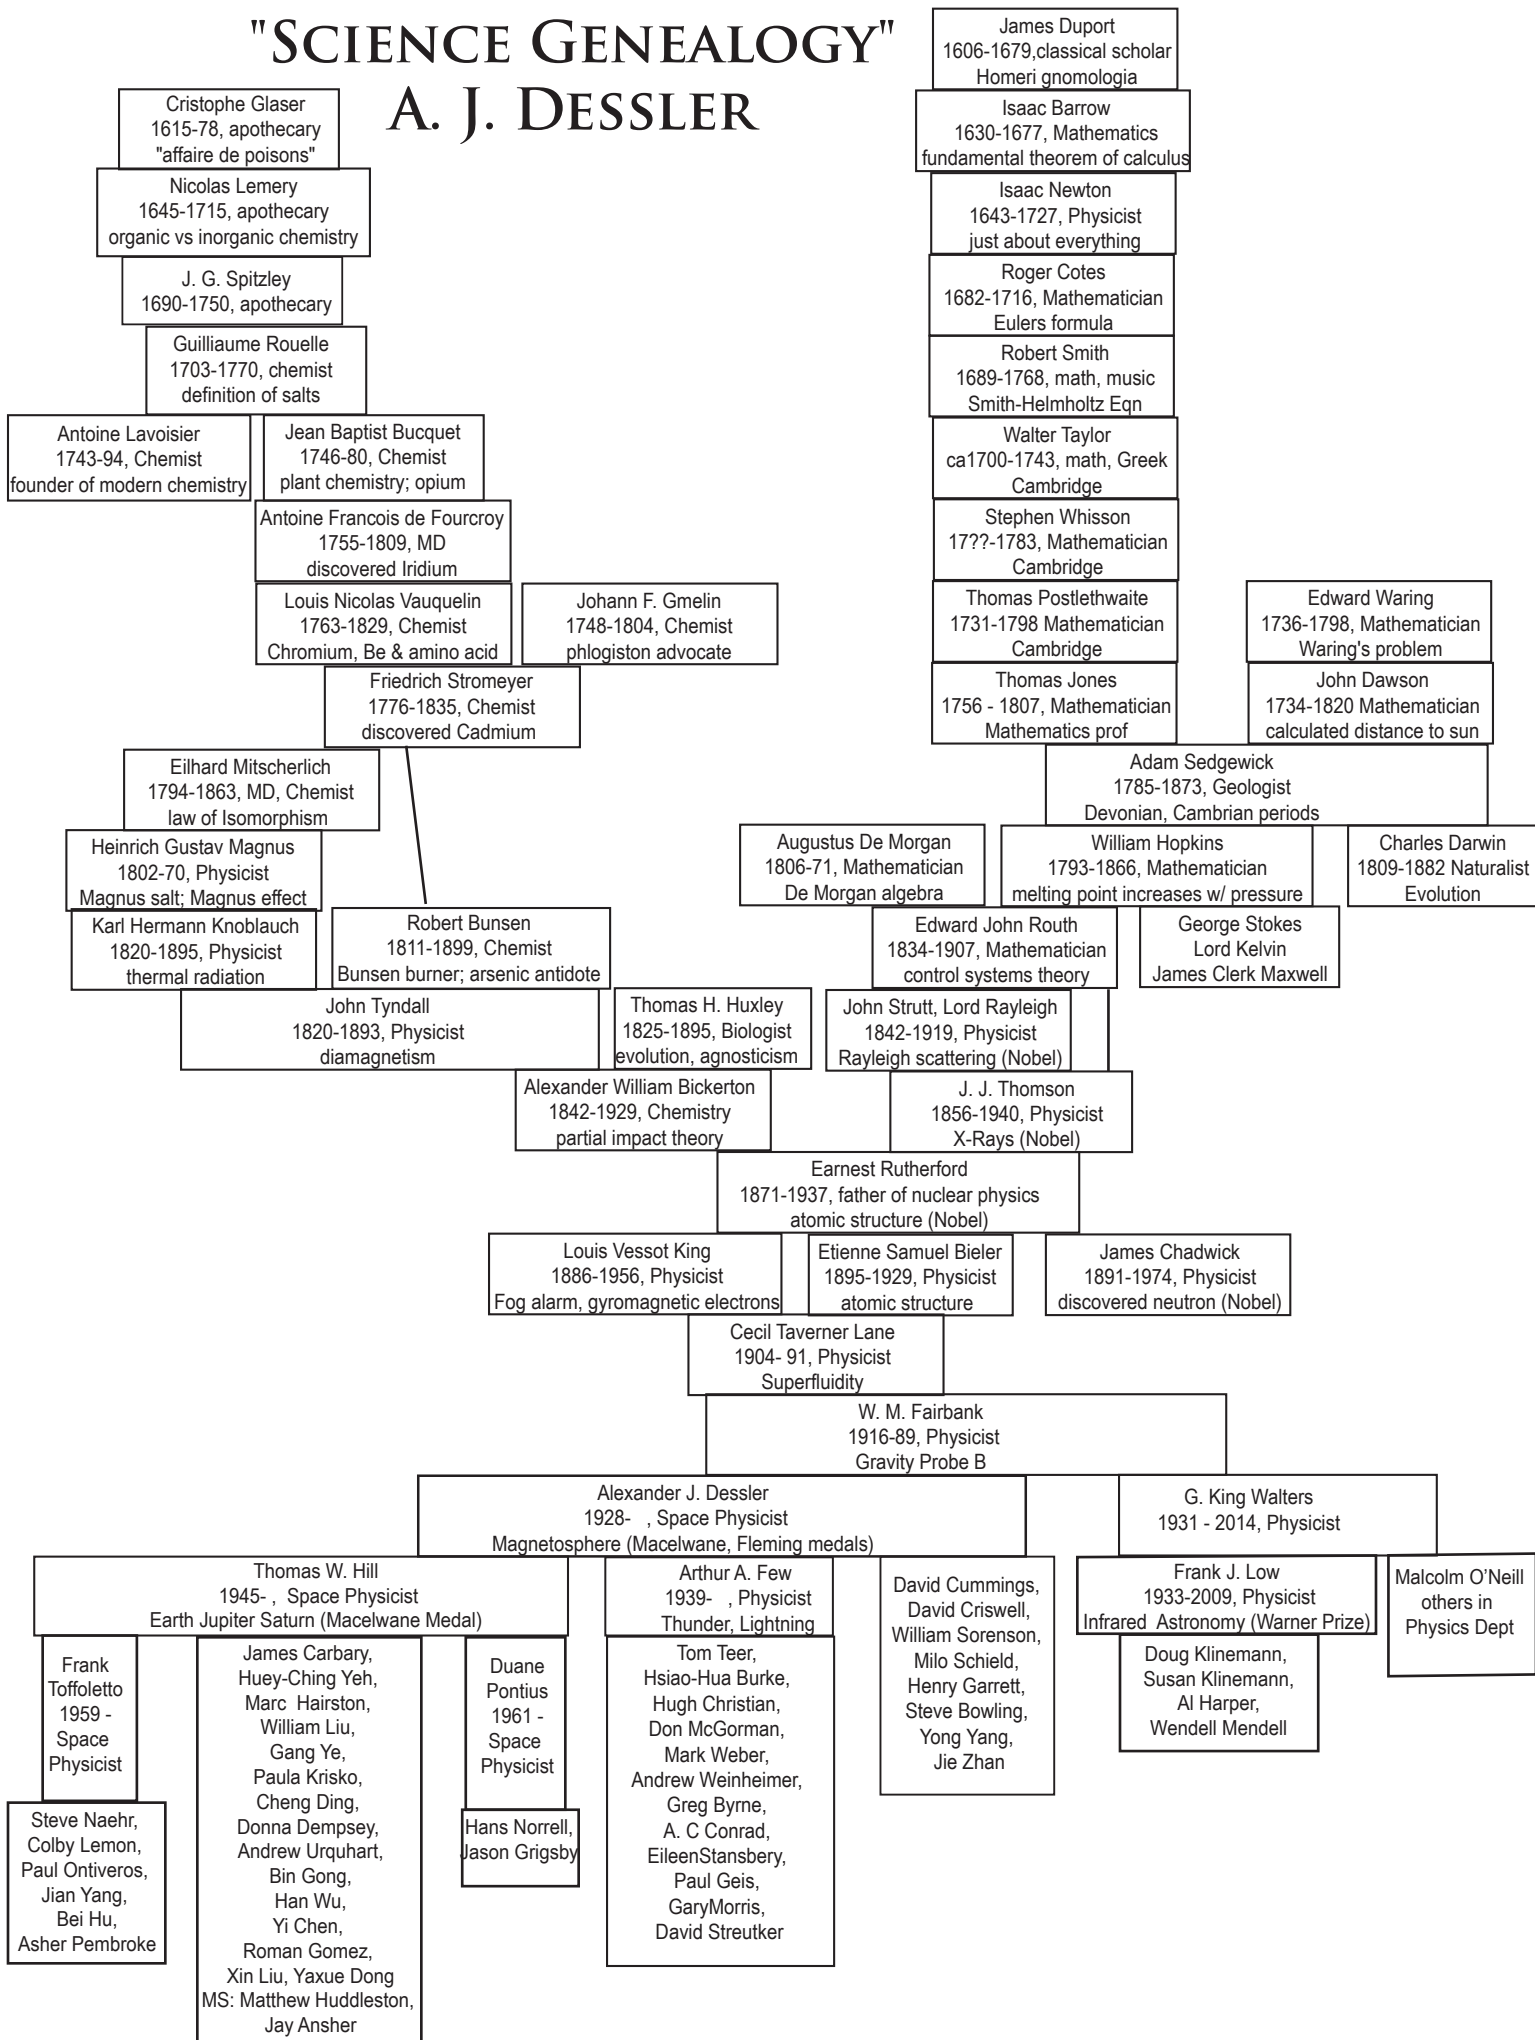 "Science Genealogy"
A. J. Dessler
James Duport
1606-1679,classical scholar
Homeri gnomologia
Cristophe Glaser
1615-78, apothecary
"affaire de poisons"
Isaac Barrow
1630-1677, Mathematics
fundamental theorem of calculus
Nicolas Lemery
1645-1715, apothecary
organic vs inorganic chemistry
Isaac Newton
1643-1727, Physicist
just about everything
J. G. Spitzley
1690-1750, apothecary
Roger Cotes
1682-1716, Mathematician
Eulers formula
Guilliaume Rouelle
1703-1770, chemist
definition of salts
Robert Smith
1689-1768, math, music
Smith-Helmholtz Eqn
Antoine Lavoisier
1743-94, Chemist
founder of modern chemistry
Jean Baptist Bucquet
1746-80, Chemist
plant chemistry; opium
Walter Taylor
ca1700-1743, math, Greek
Cambridge
Antoine Francois de Fourcroy
1755-1809, MD
discovered Iridium
Stephen Whisson
17??-1783, Mathematician
Cambridge
Louis Nicolas Vauquelin
1763-1829, Chemist
Chromium, Be & amino acid
Johann F. Gmelin
1748-1804, Chemist
phlogiston advocate
Thomas Postlethwaite
1731-1798 Mathematician
Cambridge
Edward Waring
1736-1798, Mathematician
Waring's problem
Friedrich Stromeyer
1776-1835, Chemist
discovered Cadmium
Thomas Jones
1756 - 1807, Mathematician
Mathematics prof
John Dawson
1734-1820 Mathematician
calculated distance to sun
Eilhard Mitscherlich
1794-1863, MD, Chemist
law of Isomorphism
Adam Sedgewick
1785-1873, Geologist
Devonian, Cambrian periods
Heinrich Gustav Magnus
1802-70, Physicist
Magnus salt; Magnus effect
Augustus De Morgan
1806-71, Mathematician
De Morgan algebra
William Hopkins
1793-1866, Mathematician
melting point increases w/ pressure
Charles Darwin
1809-1882 Naturalist
Evolution
Karl Hermann Knoblauch
1820-1895, Physicist
thermal radiation
Robert Bunsen
1811-1899, Chemist
Bunsen burner; arsenic antidote
Edward John Routh
1834-1907, Mathematician
control systems theory
George Stokes
Lord Kelvin
James Clerk Maxwell
John Tyndall
1820-1893, Physicist
diamagnetism
Thomas H. Huxley
1825-1895, Biologist
evolution, agnosticism
John Strutt, Lord Rayleigh
1842-1919, Physicist
Rayleigh scattering (Nobel)
Alexander William Bickerton
1842-1929, Chemistry
partial impact theory
J. J. Thomson
1856-1940, Physicist
X-Rays (Nobel)
Earnest Rutherford
1871-1937, father of nuclear physics
atomic structure (Nobel)
Louis Vessot King
1886-1956, Physicist
Fog alarm, gyromagnetic electrons
Etienne Samuel Bieler
1895-1929, Physicist
atomic structure
James Chadwick
1891-1974, Physicist
discovered neutron (Nobel)
Cecil Taverner Lane
1904- 91, Physicist
Superfluidity
W. M. Fairbank
1916-89, Physicist
Gravity Probe B
Alexander J. Dessler
1928-   , Space Physicist
Magnetosphere (Macelwane, Fleming medals)
G. King Walters
1931 - 2014, Physicist
Thomas W. Hill
1945- ,  Space Physicist
Earth Jupiter Saturn (Macelwane Medal)
Arthur A. Few
1939-   , Physicist
Thunder, Lightning
David Cummings,
David Criswell,
William Sorenson,
Milo Schield,
Henry Garrett,
Steve Bowling,
Yong Yang,
Jie Zhan
Frank J. Low
1933-2009, Physicist
Infrared  Astronomy (Warner Prize)
Malcolm O'Neill
others in
Physics Dept
Frank
Toffoletto
1959 -
Space
Physicist
James Carbary,
Huey-Ching Yeh,
Marc  Hairston,
William Liu,
Gang Ye,
Paula Krisko,
Cheng Ding,
Donna Dempsey,
Andrew Urquhart,
Bin Gong,
Han Wu,
Yi Chen,
Roman Gomez,
Xin Liu, Yaxue Dong
MS: Matthew Huddleston,
Jay Ansher
Duane
Pontius
1961 -
Space
Physicist
Tom Teer,
Hsiao-Hua Burke,
Hugh Christian,
Don McGorman,
Mark Weber,
Andrew Weinheimer,
Greg Byrne,
A. C Conrad,
EileenStansbery,
Paul Geis,
GaryMorris,
David Streutker
Doug Klinemann,
Susan Klinemann,
Al Harper,
Wendell Mendell
Steve Naehr,
Colby Lemon,
Paul Ontiveros,
Jian Yang,
Bei Hu,
Asher Pembroke
Hans Norrell,
Jason Grigsby